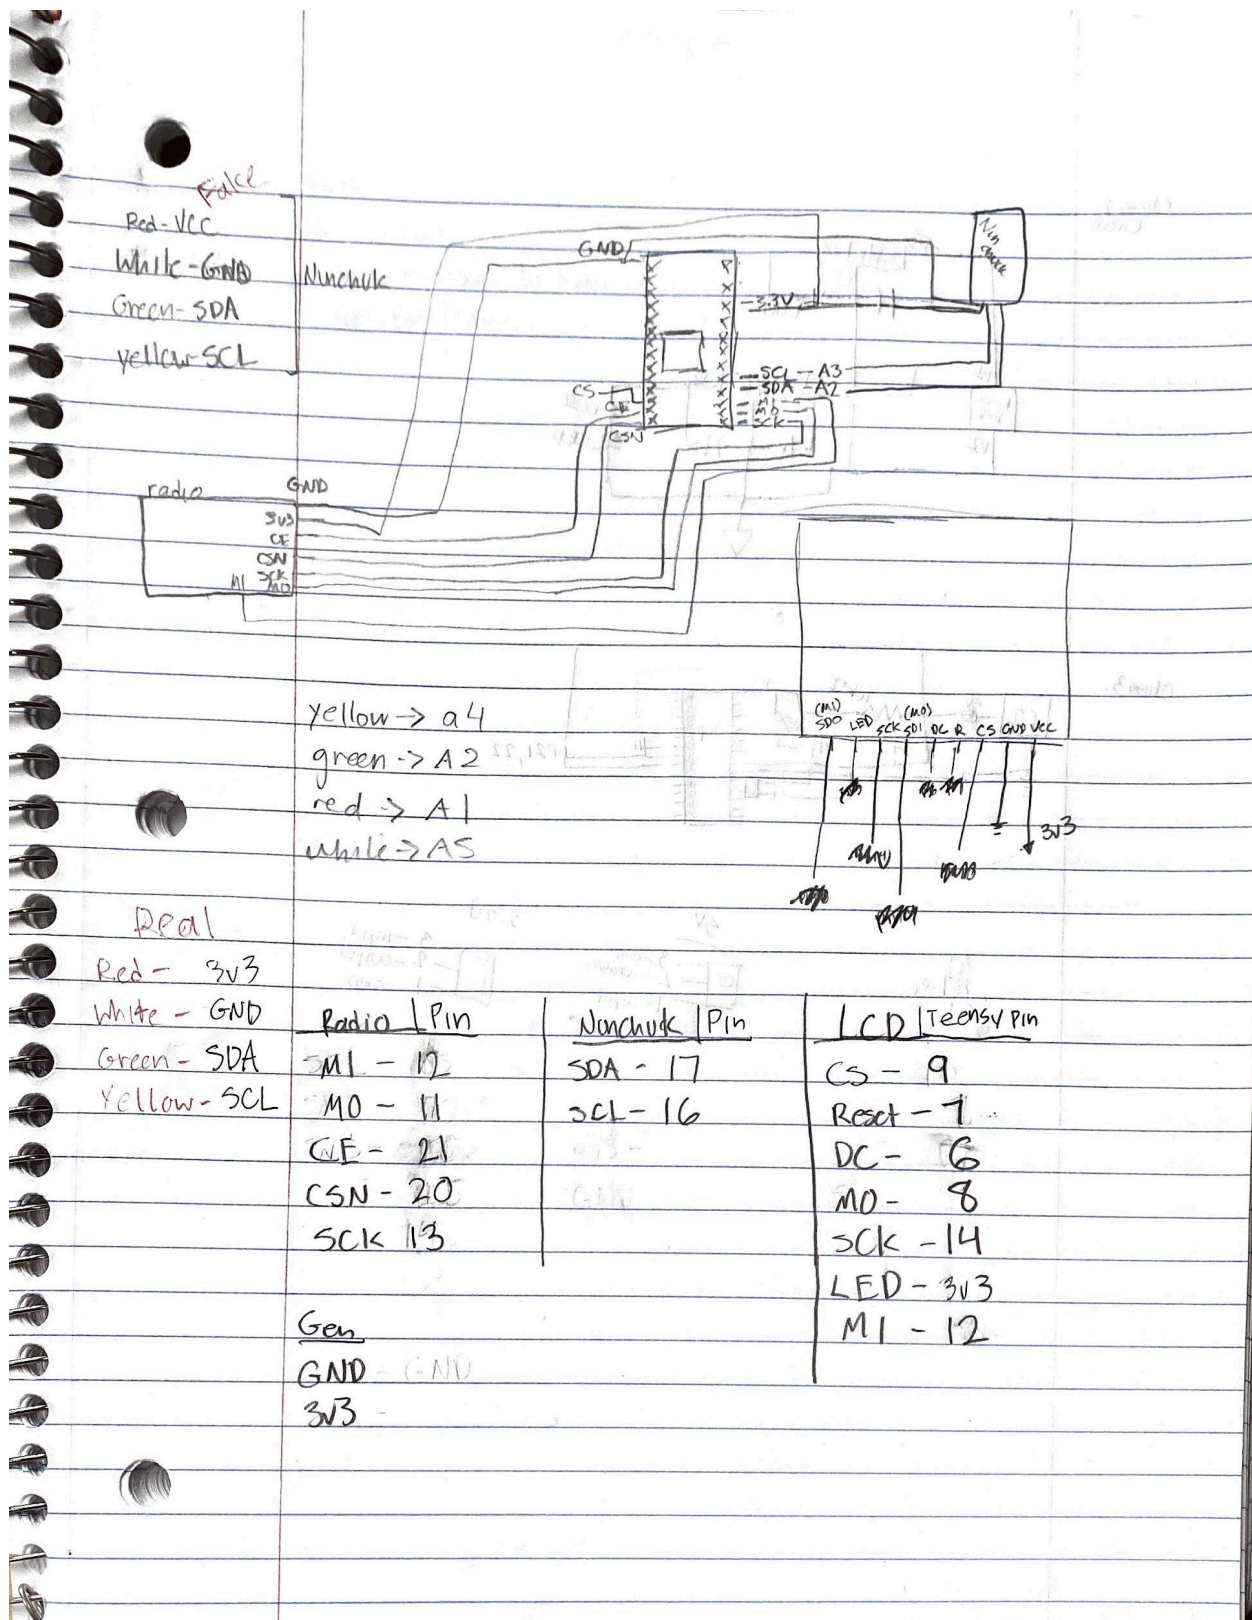 Fake
Red - VCC
White - GND
Green - SDA
yellow - SCL
Nunchuk
GND
Nun
chuck
-3.3V
SCL - A3
SDA - A2
MI
MO
SCK
CS
CE
CSN
radio
GND
3v3
CE
CSN
SCK
MO
MI
(MI)
SDO LED SCK (MO) SDI DC R CS GND VCC
3v3
yellow -> a4
green -> A2
red -> A1
white -> A5
Real
Red - 3v3
White - GND
Green - SDA
Yellow - SCL
Radio | Pin
MI - 12
MO - 11
CE - 21
CSN - 20
SCK 13
Nunchuk | Pin
SDA - 17
SCL - 16
LCD | Teensy Pin
CS - 9
Reset - 7
DC - 6
MO - 8
SCK - 14
LED - 3v3
MI - 12
Gen
GND - GND
3v3 -